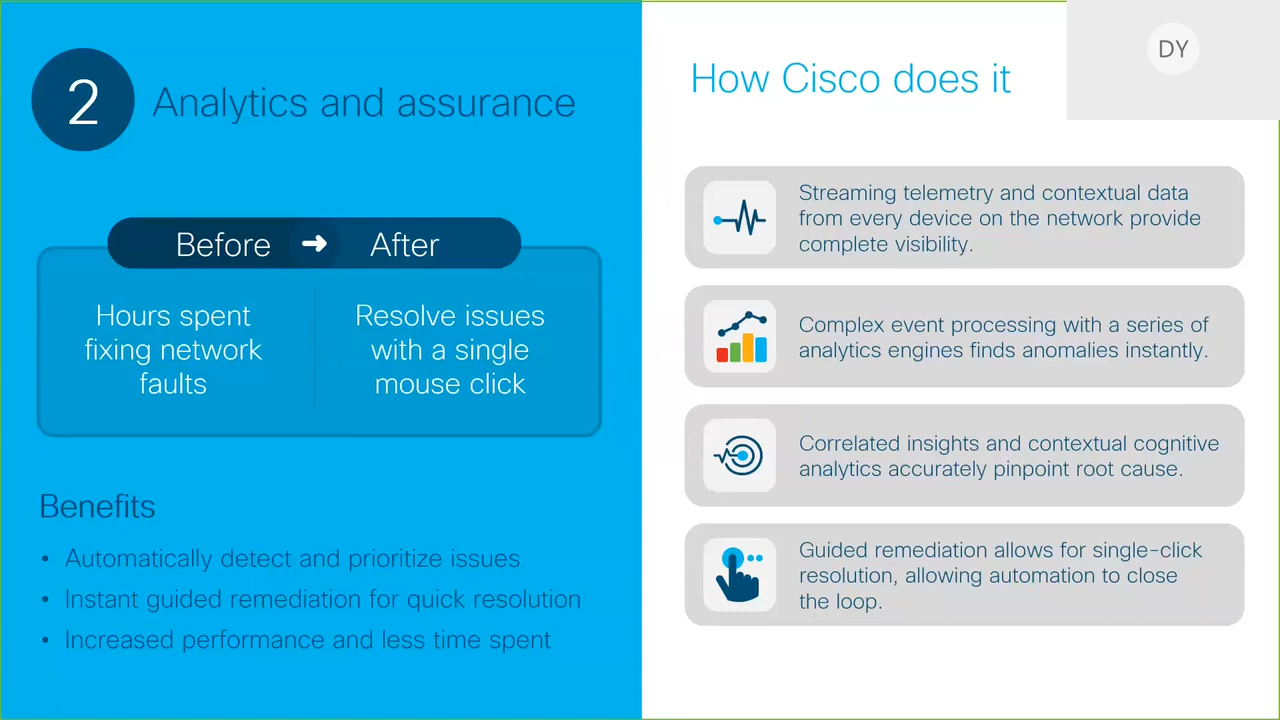 2
Analytics and assurance
Before → After
Hours spent
fixing network
faults
Resolve issues
with a single
mouse click
Benefits
• Automatically detect and prioritize issues
• Instant guided remediation for quick resolution
• Increased performance and less time spent
How Cisco does it
DY
Streaming telemetry and contextual data
from every device on the network provide
complete visibility.
Complex event processing with a series of
analytics engines finds anomalies instantly.
Correlated insights and contextual cognitive
analytics accurately pinpoint root cause.
Guided remediation allows for single-click
resolution, allowing automation to close
the loop.